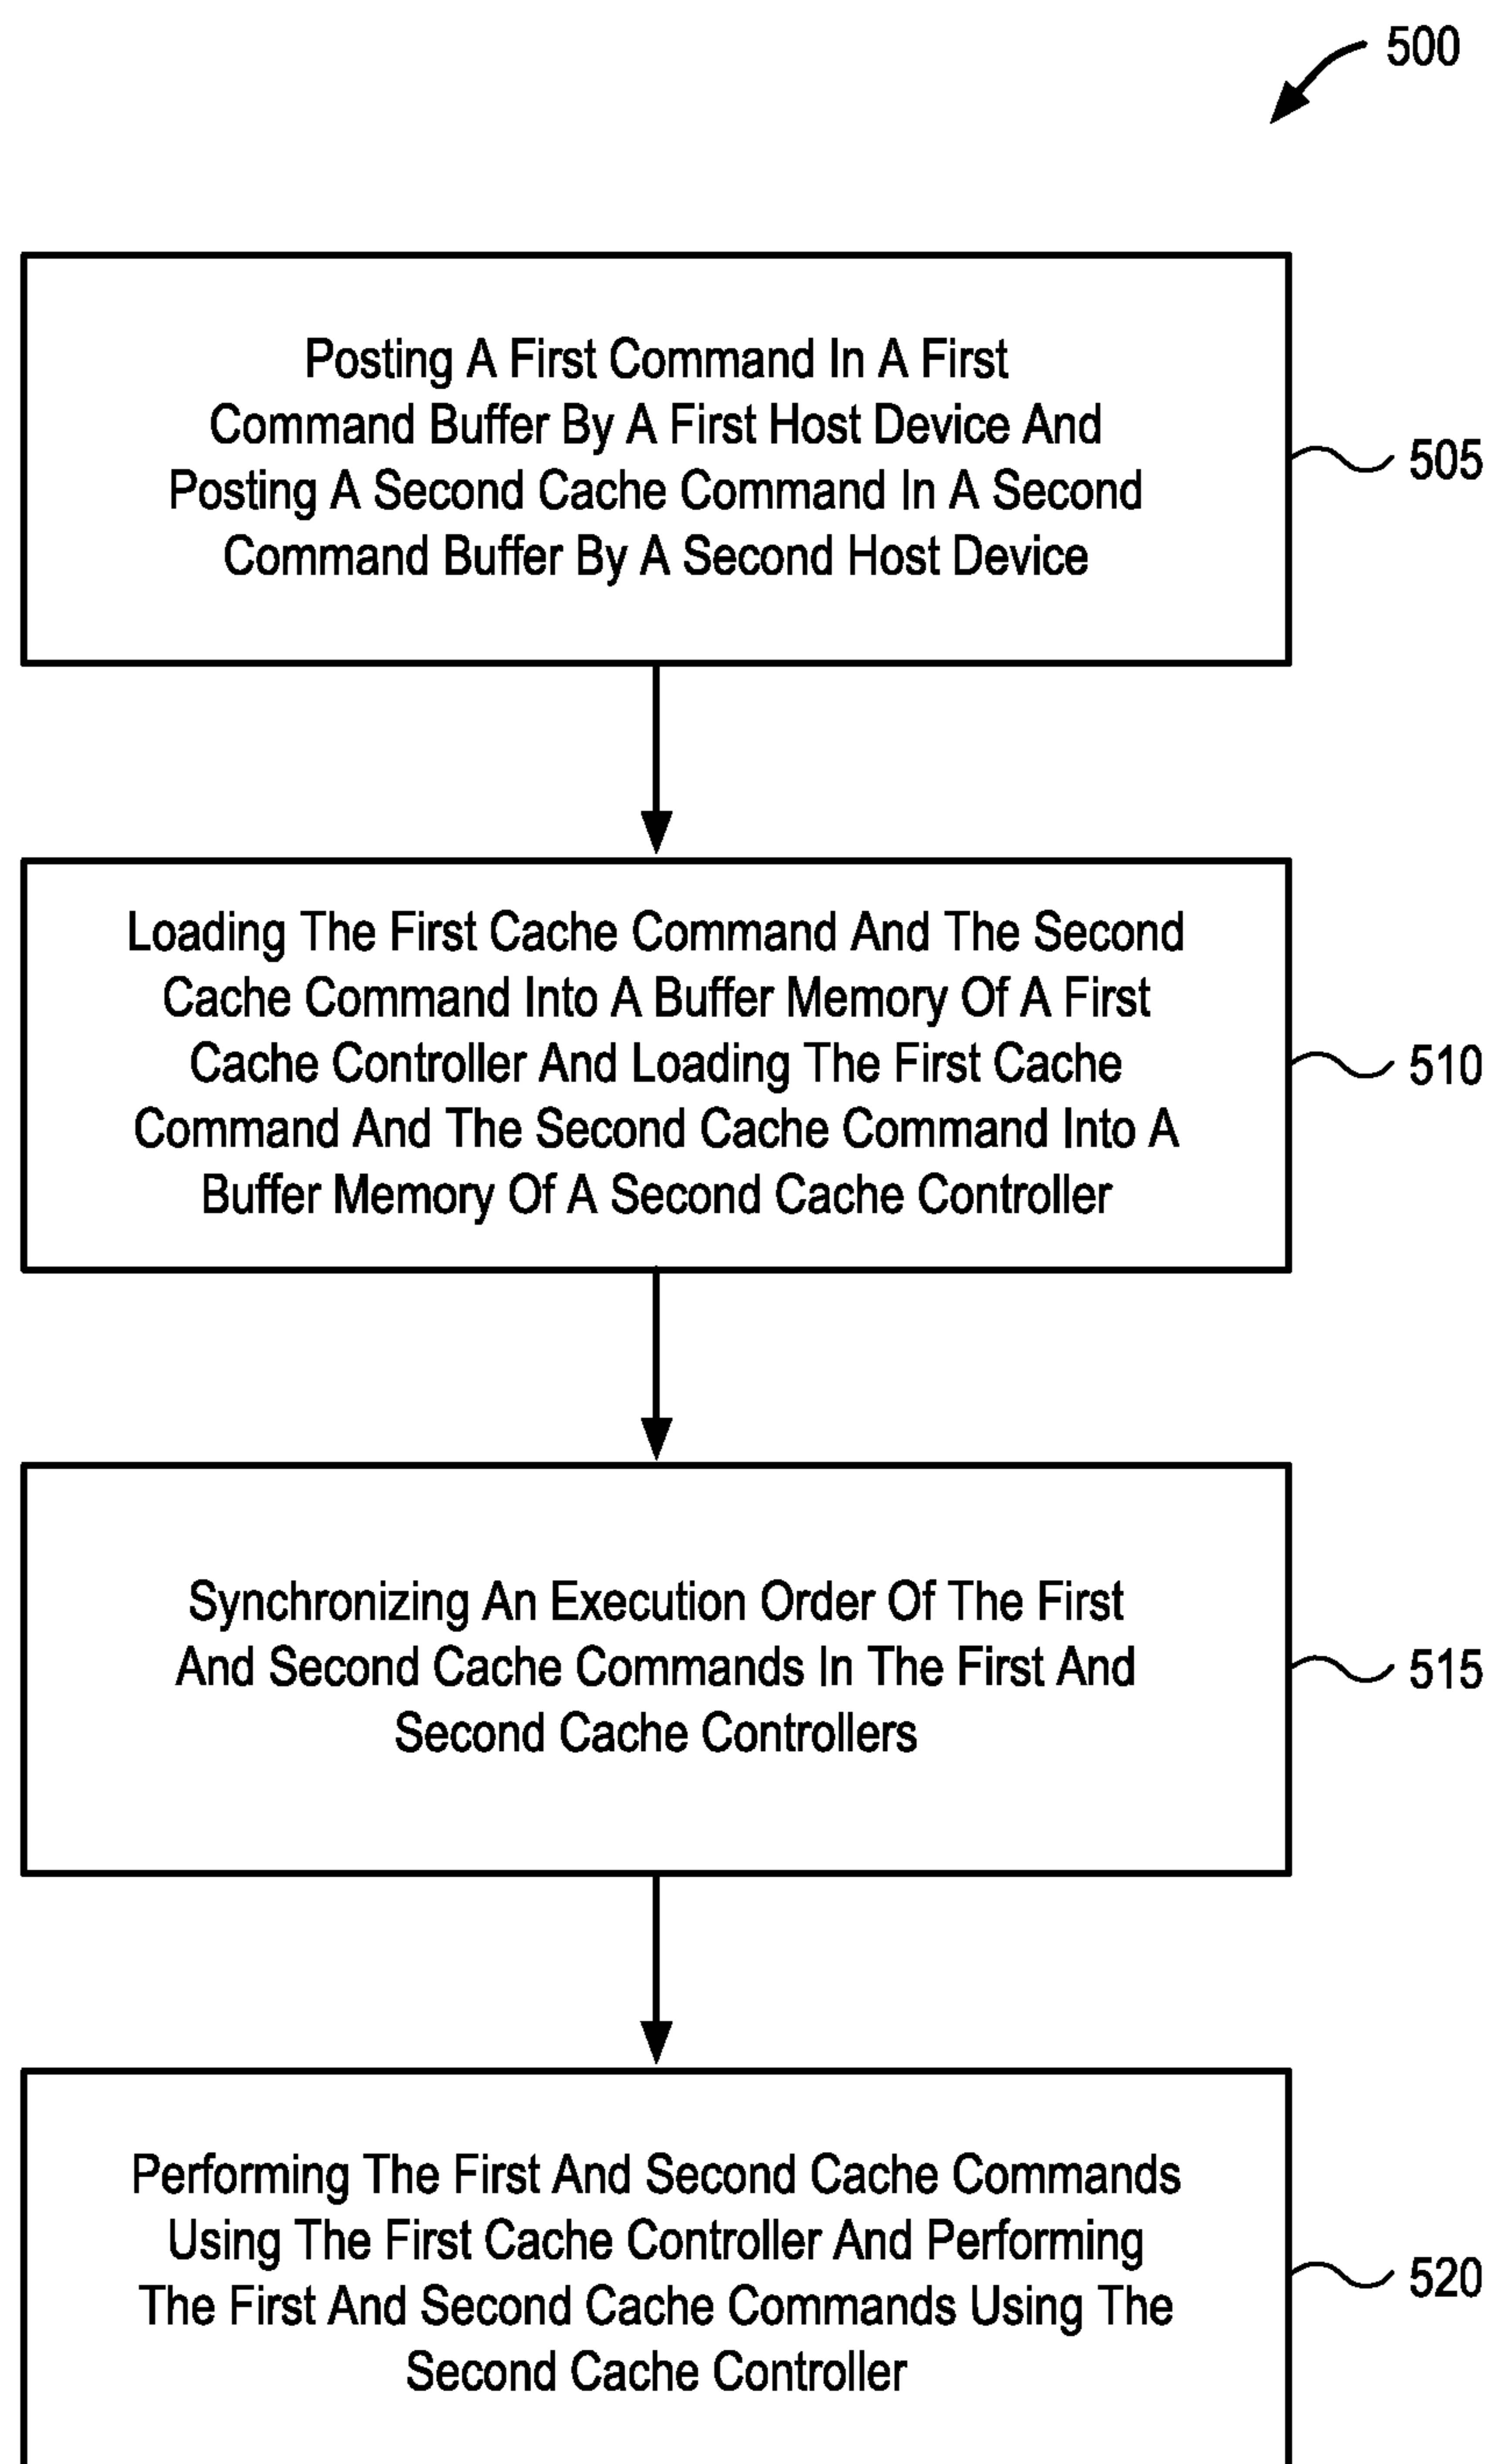 500
Posting A First Command In A First
Command Buffer By A First Host Device And
Posting A Second Cache Command In A Second
Command Buffer By A Second Host Device
505
Loading The First Cache Command And The Second
Cache Command Into A Buffer Memory Of A First
Cache Controller And Loading The First Cache
Command And The Second Cache Command Into A
Buffer Memory Of A Second Cache Controller
510
Synchronizing An Execution Order Of The First
And Second Cache Commands In The First And
Second Cache Controllers
515
Performing The First And Second Cache Commands
Using The First Cache Controller And Performing
The First And Second Cache Commands Using The
Second Cache Controller
520